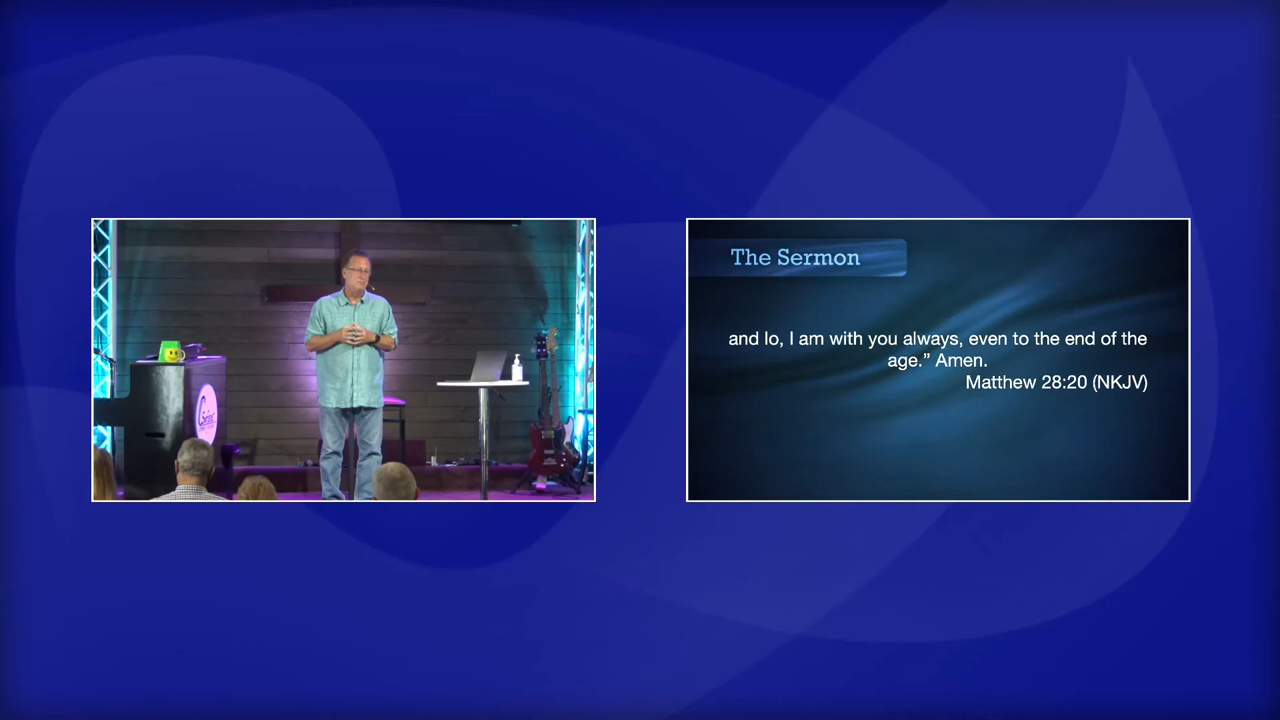 The Sermon
and lo, I am with you always, even to the end of the
age.” Amen.
Matthew 28:20 (NKJV)